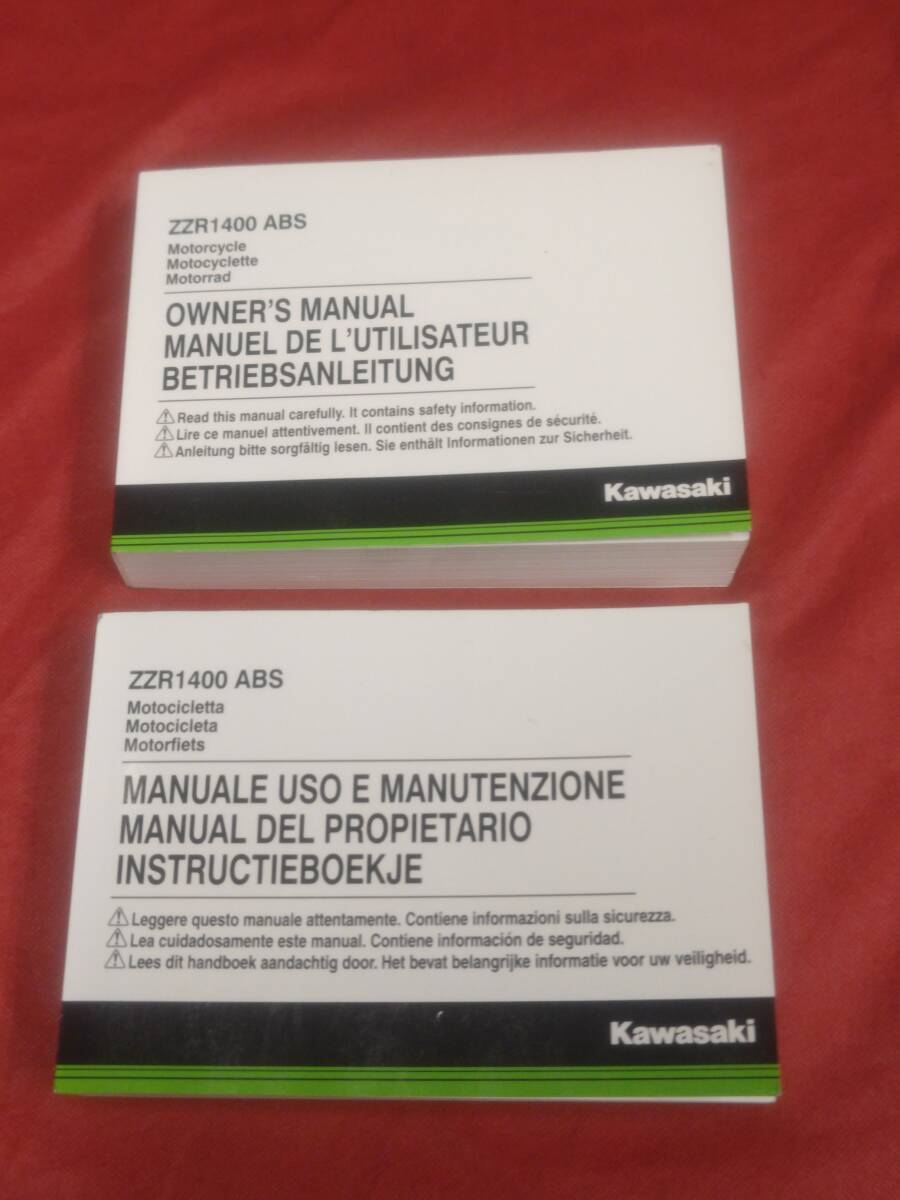 ZZR1400 ABS
Motorcycle
Motocyclette
Motorrad
OWNER'S MANUAL
MANUEL DE L'UTILISATEUR
BETRIEBSANLEITUNG
Read this manual carefully. It contains safety information.
Lire ce manuel attentivement. Il contient des consignes de sécurité.
Anleitung bitte sorgfältig lesen. Sie enthält Informationen zur Sicherheit.
Kawasaki
ZZR1400 ABS
Motocicletta
Motocicleta
Motorfiets
MANUALE USO E MANUTENZIONE
MANUAL DEL PROPIETARIO
INSTRUCTIEBOEKJE
Leggere questo manuale attentamente. Contiene informazioni sulla sicurezza.
Lea cuidadosamente este manual. Contiene información de seguridad.
Lees dit handboek aandachtig door. Het bevat belangrijke informatie voor uw veiligheid.
Kawasaki